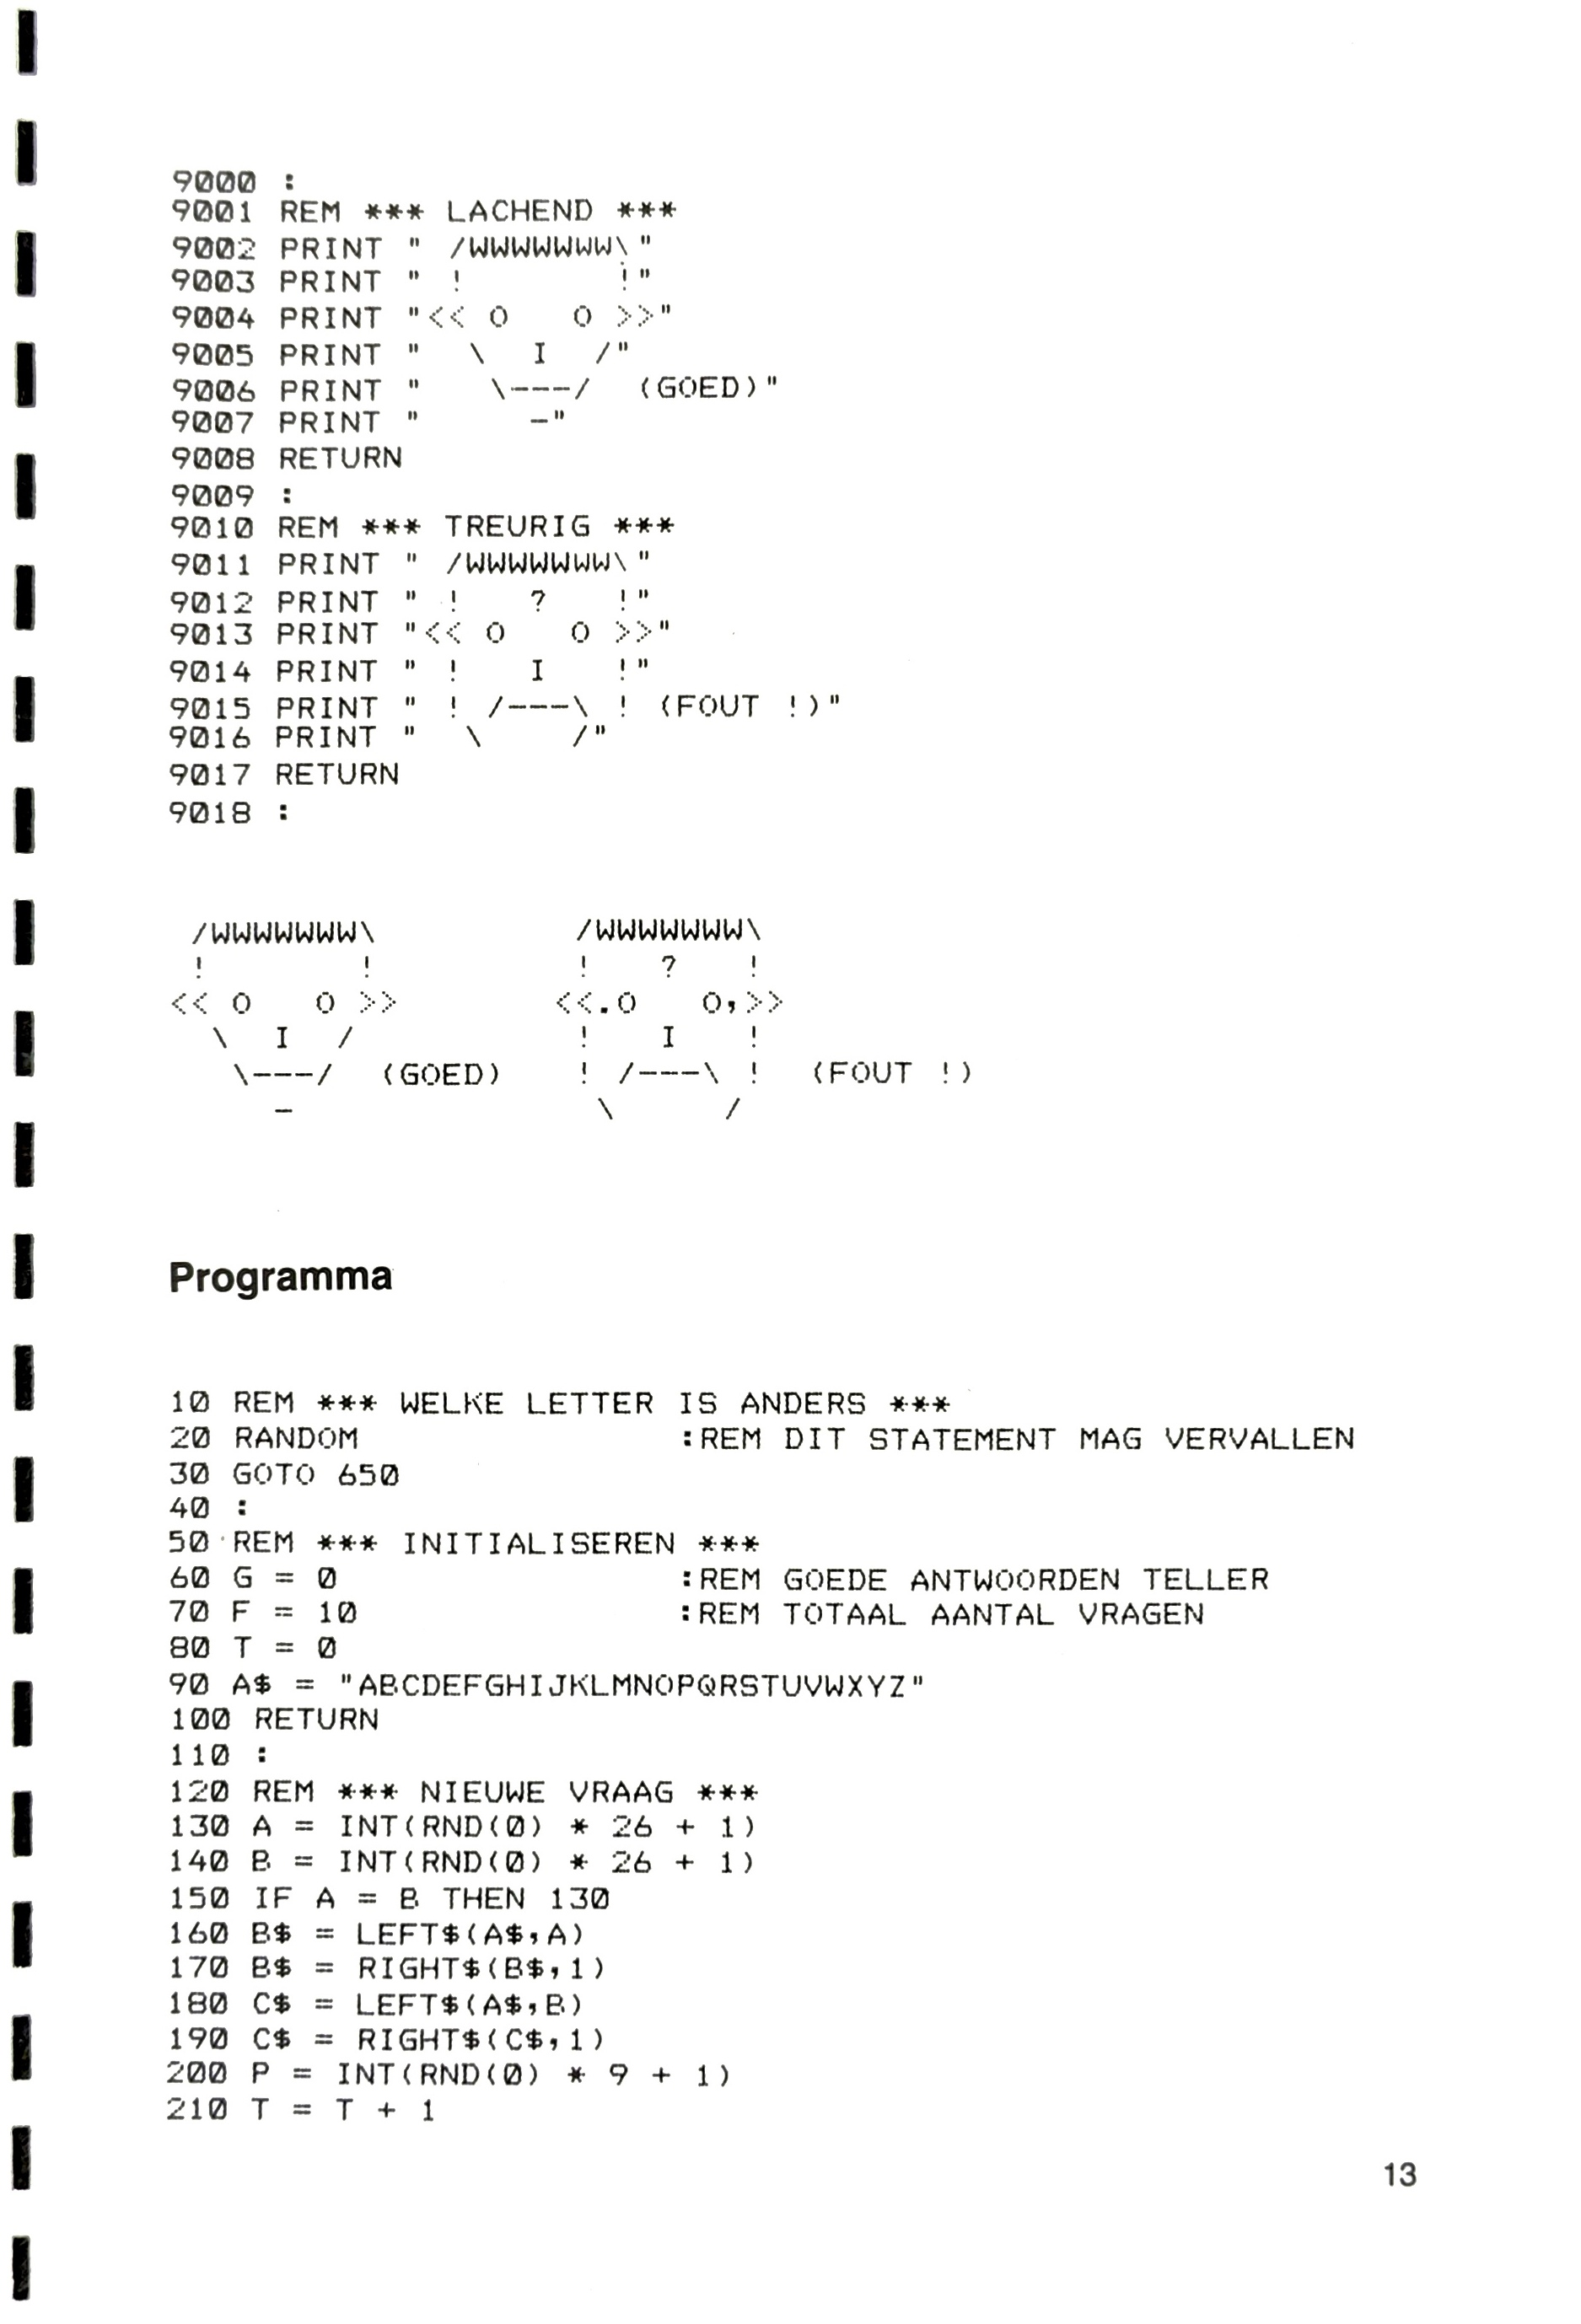 9000 :
9001 REM *** LACHEND ***
9002 PRINT "  /WWWWWWW\ "
9003 PRINT "  !       ! "
9004 PRINT "<< O   O >>"
9005 PRINT "   \  I  /"
9006 PRINT "    \---/  (GOED)"
9007 PRINT "      -"
9008 RETURN
9009 :
9010 REM *** TREURIG ***
9011 PRINT "  /WWWWWWW\ "
9012 PRINT "  !   ?   ! "
9013 PRINT "<< O   O >>"
9014 PRINT "  !   I   ! "
9015 PRINT "  ! /---\ ! (FOUT !)"
9016 PRINT "   \    /"
9017 RETURN
9018 :
 /WWWWWWW\          /WWWWWWW\
 !       !          !   ?   !
<< O   O >>       <<.O   O,>>
  \  I  /           !   I   !
   \---/  (GOED)    ! /---\ !  (FOUT !)
     -               \     /
Programma
10 REM *** WELKE LETTER IS ANDERS ***
20 RANDOM               :REM DIT STATEMENT MAG VERVALLEN
30 GOTO 650
40 :
50 REM *** INITIALISEREN ***
60 G = 0                :REM GOEDE ANTWOORDEN TELLER
70 F = 10               :REM TOTAAL AANTAL VRAGEN
80 T = 0
90 A$ = "ABCDEFGHIJKLMNOPQRSTUVWXYZ"
100 RETURN
110 :
120 REM *** NIEUWE VRAAG ***
130 A = INT(RND(0) * 26 + 1)
140 B = INT(RND(0) * 26 + 1)
150 IF A = B THEN 130
160 B$ = LEFT$(A$,A)
170 B$ = RIGHT$(B$,1)
180 C$ = LEFT$(A$,B)
190 C$ = RIGHT$(C$,1)
200 P = INT(RND(0) * 9 + 1)
210 T = T + 1
13